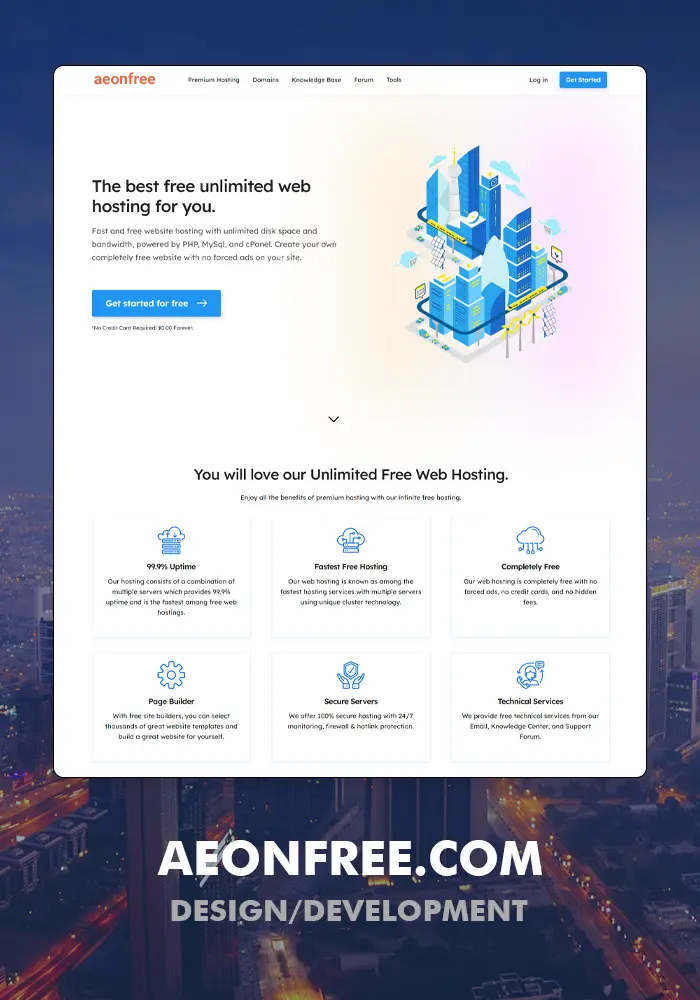 aeonfree
Premium Hosting Domains Knowledge Base Forum Tools Log in Get Started
The best free unlimited web
hosting for you.
Fast and free website hosting with unlimited disk space and
bandwidth, powered by PHP, MySql, and cPanel. Create your own
completely free website with no forced ads on your site.
Get started for free
*No Credit Card Required: $0.00 Forever.
You will love our Unlimited Free Web Hosting.
Enjoy all the benefits of premium hosting with our infinite free hosting.
99.9% Uptime
Our hosting consists of a combination of
multiple servers which provides 99.9%
uptime and is the fastest among free web
hostings.
Fastest Free Hosting
Our web hosting is known as among the
fastest hosting services with multiple servers
using unique cluster technology.
Completely Free
Our web hosting is completely free with no
forced ads, no credit cards, and no hidden
fees.
Page Builder
With free site builders, you can select
thousands of great website templates and
build a great website for yourself.
Secure Servers
We offer 100% secure hosting with 24/7
monitoring, firewall & hotlink protection.
Technical Services
We provide free technical services from our
Email, Knowledge Center, and Support
Forum.
AEONFREE.COM
DESIGN/DEVELOPMENT